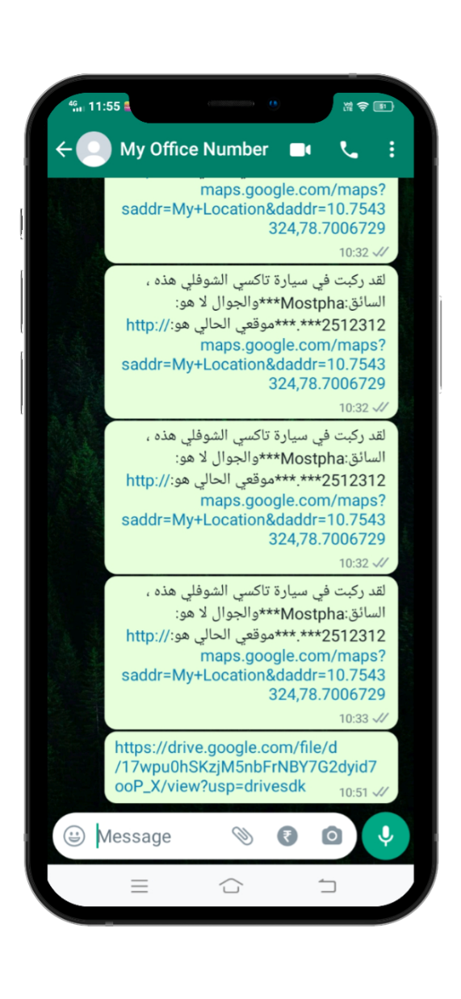 4G 11:55 VoI) LTE 51
My Office Number
maps.google.com/maps?
saddr=My+Location&daddr=10.7543
324,78.7006729
10:32
لقد ركبت في سيارة تاكسي الشوفلي هذه ،
السائق:Mostpha***والجوال لا هو:
2512312***.***موقعي الحالي هو:http://
maps.google.com/maps?
saddr=My+Location&daddr=10.7543
324,78.7006729
10:32
لقد ركبت في سيارة تاكسي الشوفلي هذه ،
السائق:Mostpha***والجوال لا هو:
2512312***.***موقعي الحالي هو:http://
maps.google.com/maps?
saddr=My+Location&daddr=10.7543
324,78.7006729
10:32
لقد ركبت في سيارة تاكسي الشوفلي هذه ،
السائق:Mostpha***والجوال لا هو:
2512312***.***موقعي الحالي هو:http://
maps.google.com/maps?
saddr=My+Location&daddr=10.7543
324,78.7006729
10:33
https://drive.google.com/file/d
/17wpu0hSKzjM5nbFrNBY7G2dyid7
ooP_X/view?usp=drivesdk
10:51
Message
₹